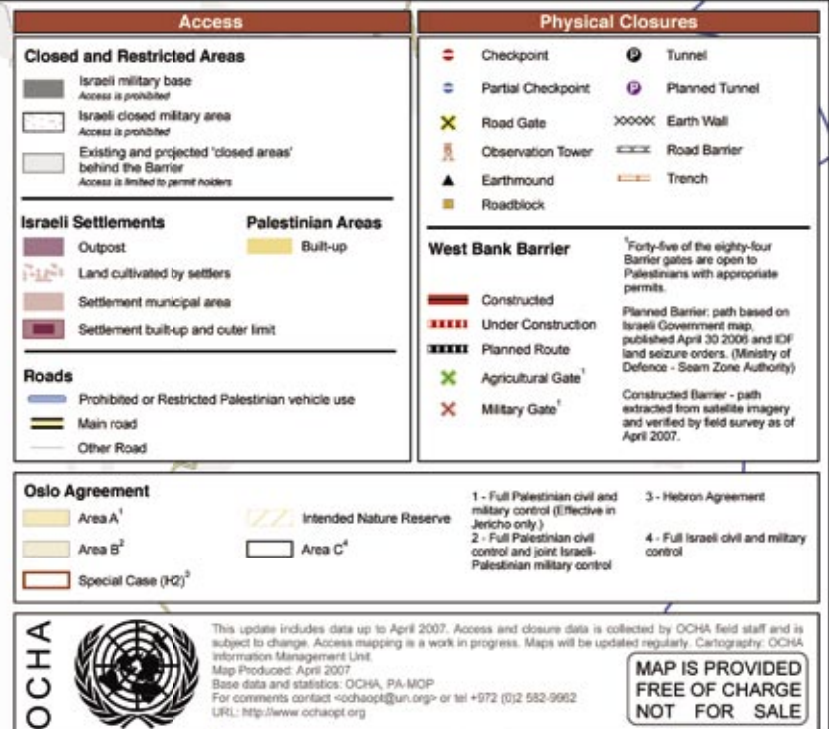 Access
Closed and Restricted Areas
Israeli military base
Access is prohibited
Israeli closed military area
Access is prohibited
Existing and projected 'closed areas'
behind the Barrier
Access is limited to permit holders
Israeli Settlements
Outpost
Land cultivated by settlers
Settlement municipal area
Settlement built-up and outer limit
Palestinian Areas
Built-up
Roads
Prohibited or Restricted Palestinian vehicle use
Main road
Other Road
Physical Closures
Checkpoint
Partial Checkpoint
Road Gate
Observation Tower
Earthmound
Roadblock
P Tunnel
P Planned Tunnel
Earth Wall
Road Barrier
Trench
West Bank Barrier
Constructed
Under Construction
Planned Route
Agricultural Gate¹
Military Gate¹
¹Forty-five of the eighty-four
Barrier gates are open to
Palestinians with appropriate
permits.
Planned Barrier: path based on
Israeli Government map,
published April 30 2006 and IDF
land seizure orders. (Ministry of
Defence - Seam Zone Authority)
Constructed Barrier - path
extracted from satellite imagery
and verified by field survey as of
April 2007.
Oslo Agreement
Area A¹
Area B²
Special Case (H2)³
Intended Nature Reserve
Area C⁴
1 - Full Palestinian civil and
military control (Effective in
Jericho only.)
2 - Full Palestinian civil
control and joint Israeli-
Palestinian military control
3 - Hebron Agreement
4 - Full Israeli civil and military
control
OCHA
This update includes data up to April 2007. Access and closure data is collected by OCHA field staff and is
subject to change. Access mapping is a work in progress. Maps will be updated regularly. Cartography: OCHA
Information Management Unit.
Map Produced: April 2007
Base data and statistics: OCHA, PA-MOP
For comments contact <ochaopt@un.org> or tel +972 (0)2 582-9962
URL: http://www.ochaopt.org
MAP IS PROVIDED
FREE OF CHARGE
NOT FOR SALE